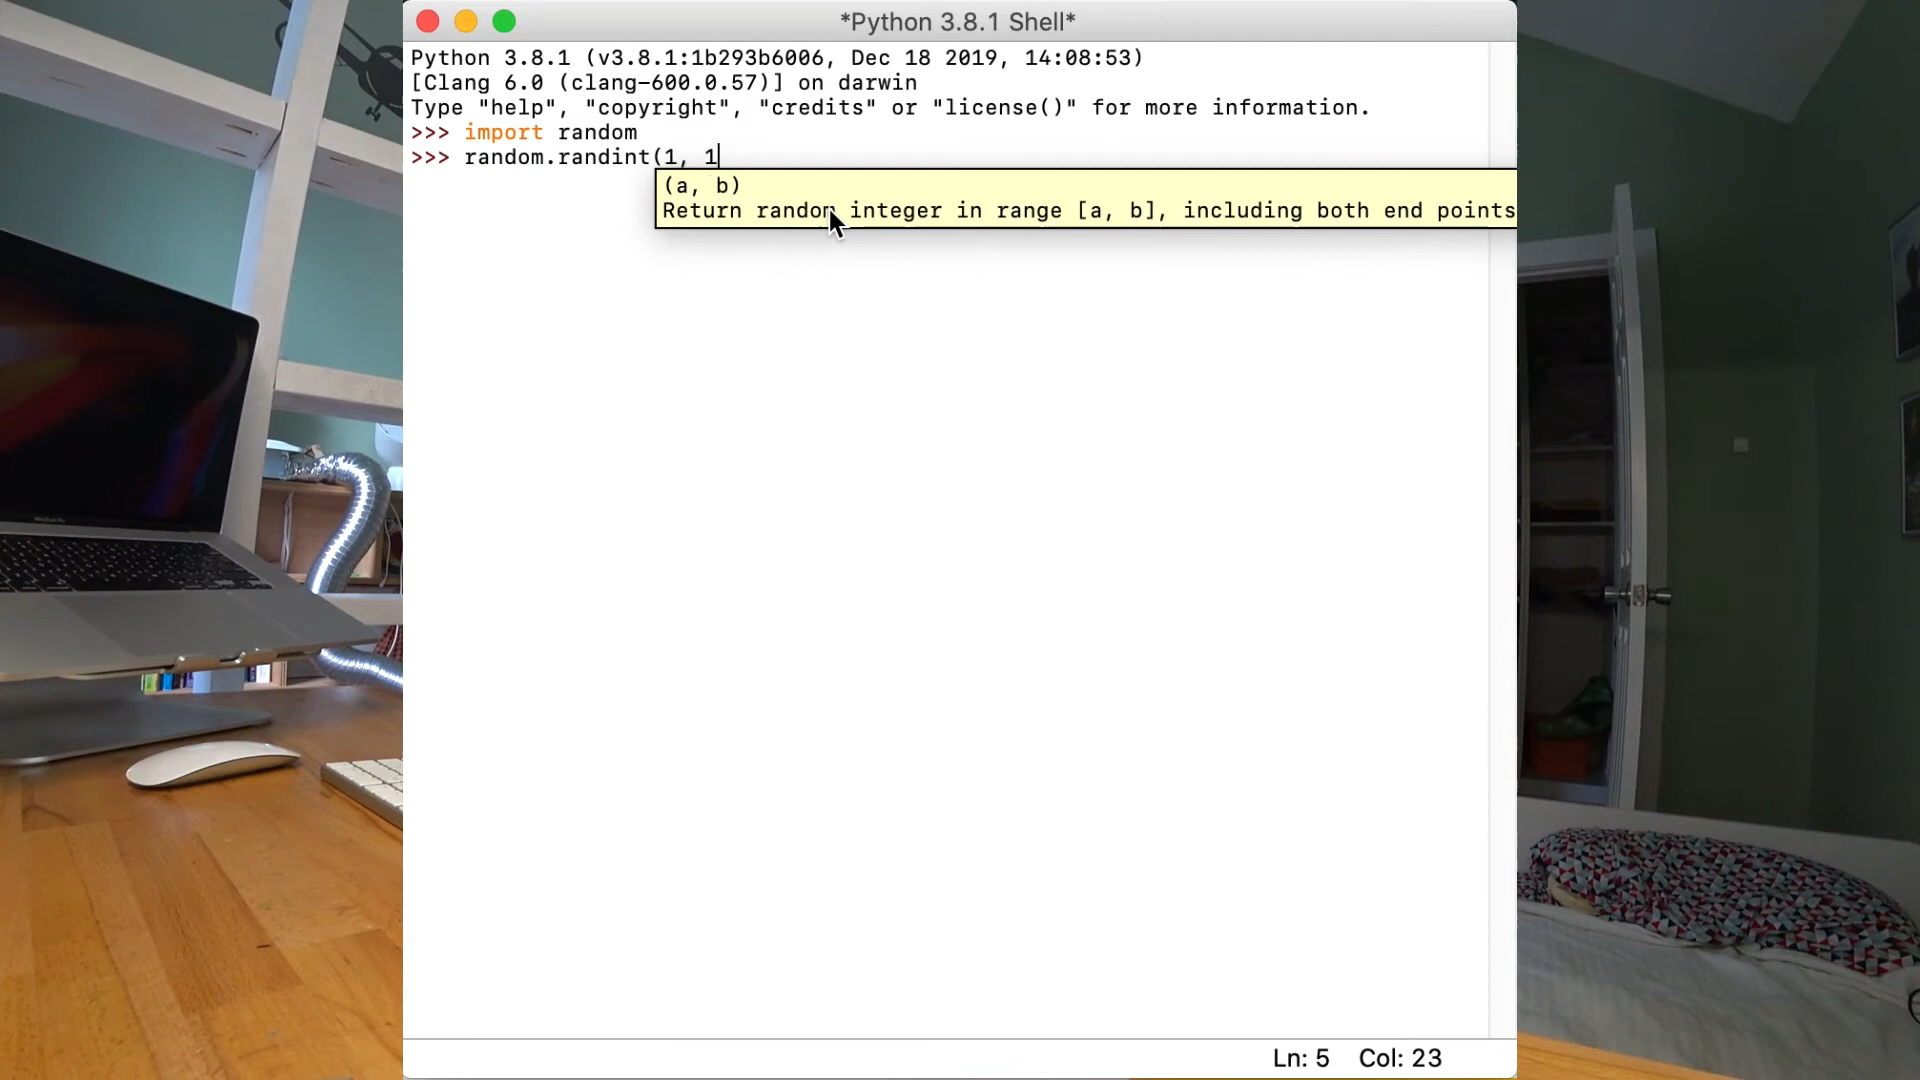 *Python 3.8.1 Shell*
Python 3.8.1 (v3.8.1:1b293b6006, Dec 18 2019, 14:08:53)
[Clang 6.0 (clang-600.0.57)] on darwin
Type "help", "copyright", "credits" or "license()" for more information.
>>> import random
>>> random.randint(1, 1
(a, b)
Return random integer in range [a, b], including both end points
Ln: 5 Col: 23